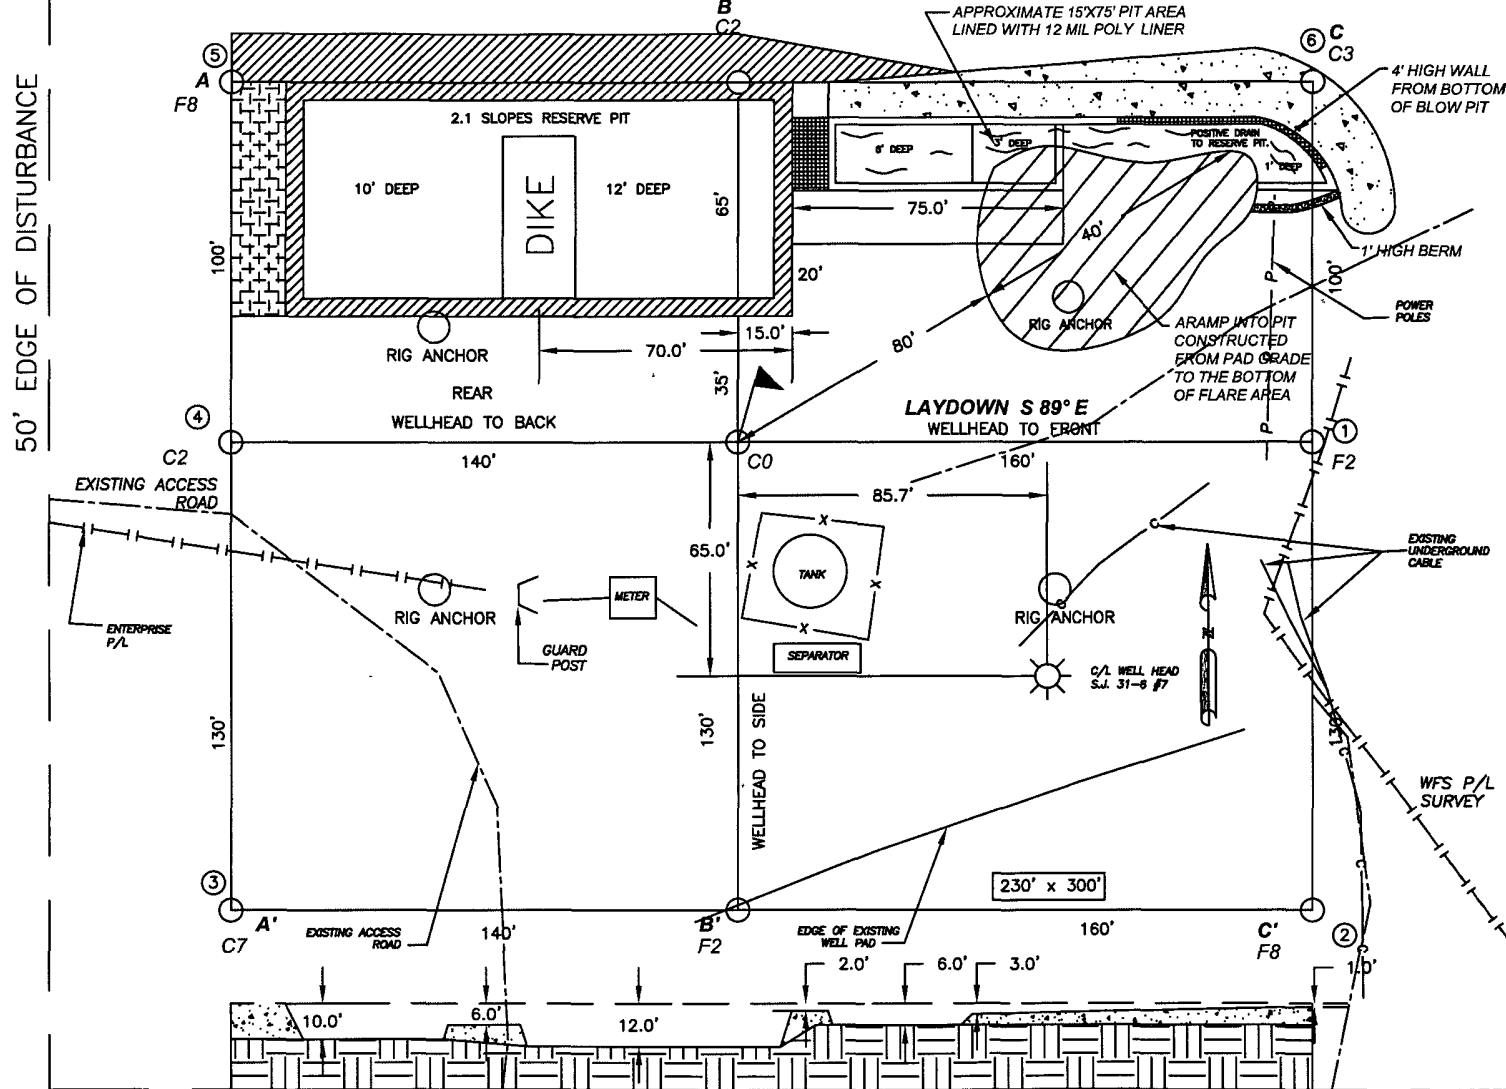 B
C2
APPROXIMATE 15'X75' PIT AREA
LINED WITH 12 MIL POLY LINER
5
A
F8
6
C
C3
4' HIGH WALL
FROM BOTTOM
OF BLOW PIT
50' EDGE OF DISTURBANCE
2.1 SLOPES RESERVE PIT
10' DEEP
DIKE
12' DEEP
65'
100'
6' DEEP
3' DEEP
POSITIVE DRAIN
TO RESERVE PIT.
1' DEEP
75.0'
40'
20'
P
1' HIGH BERM
100'
P
POWER
POLES
RIG ANCHOR
RIG ANCHOR
ARAMP INTO PIT
CONSTRUCTED
FROM PAD GRADE
TO THE BOTTOM
OF FLARE AREA
15.0'
70.0'
80'
35'
REAR
WELLHEAD TO BACK
LAYDOWN S 89° E
WELLHEAD TO FRONT
P
4
C2
140'
C0
160'
1
F2
EXISTING ACCESS
ROAD
85.7'
65.0'
C
EXISTING
UNDERGROUND
CABLE
X
X
X
X
TANK
METER
RIG ANCHOR
RIG ANCHOR
C
ENTERPRISE
P/L
GUARD
POST
SEPARATOR
N
C/L WELL HEAD
S.J. 31-6 #7
130'
130'
WELLHEAD TO SIDE
130'
C
WFS P/L
SURVEY
230' x 300'
3
A'
C7
EXISTING ACCESS
ROAD
140'
B'
F2
EDGE OF EXISTING
WELL PAD
160'
C'
F8
2
C
C
2.0'
6.0'
3.0'
1.0'
10.0'
6.0'
12.0'